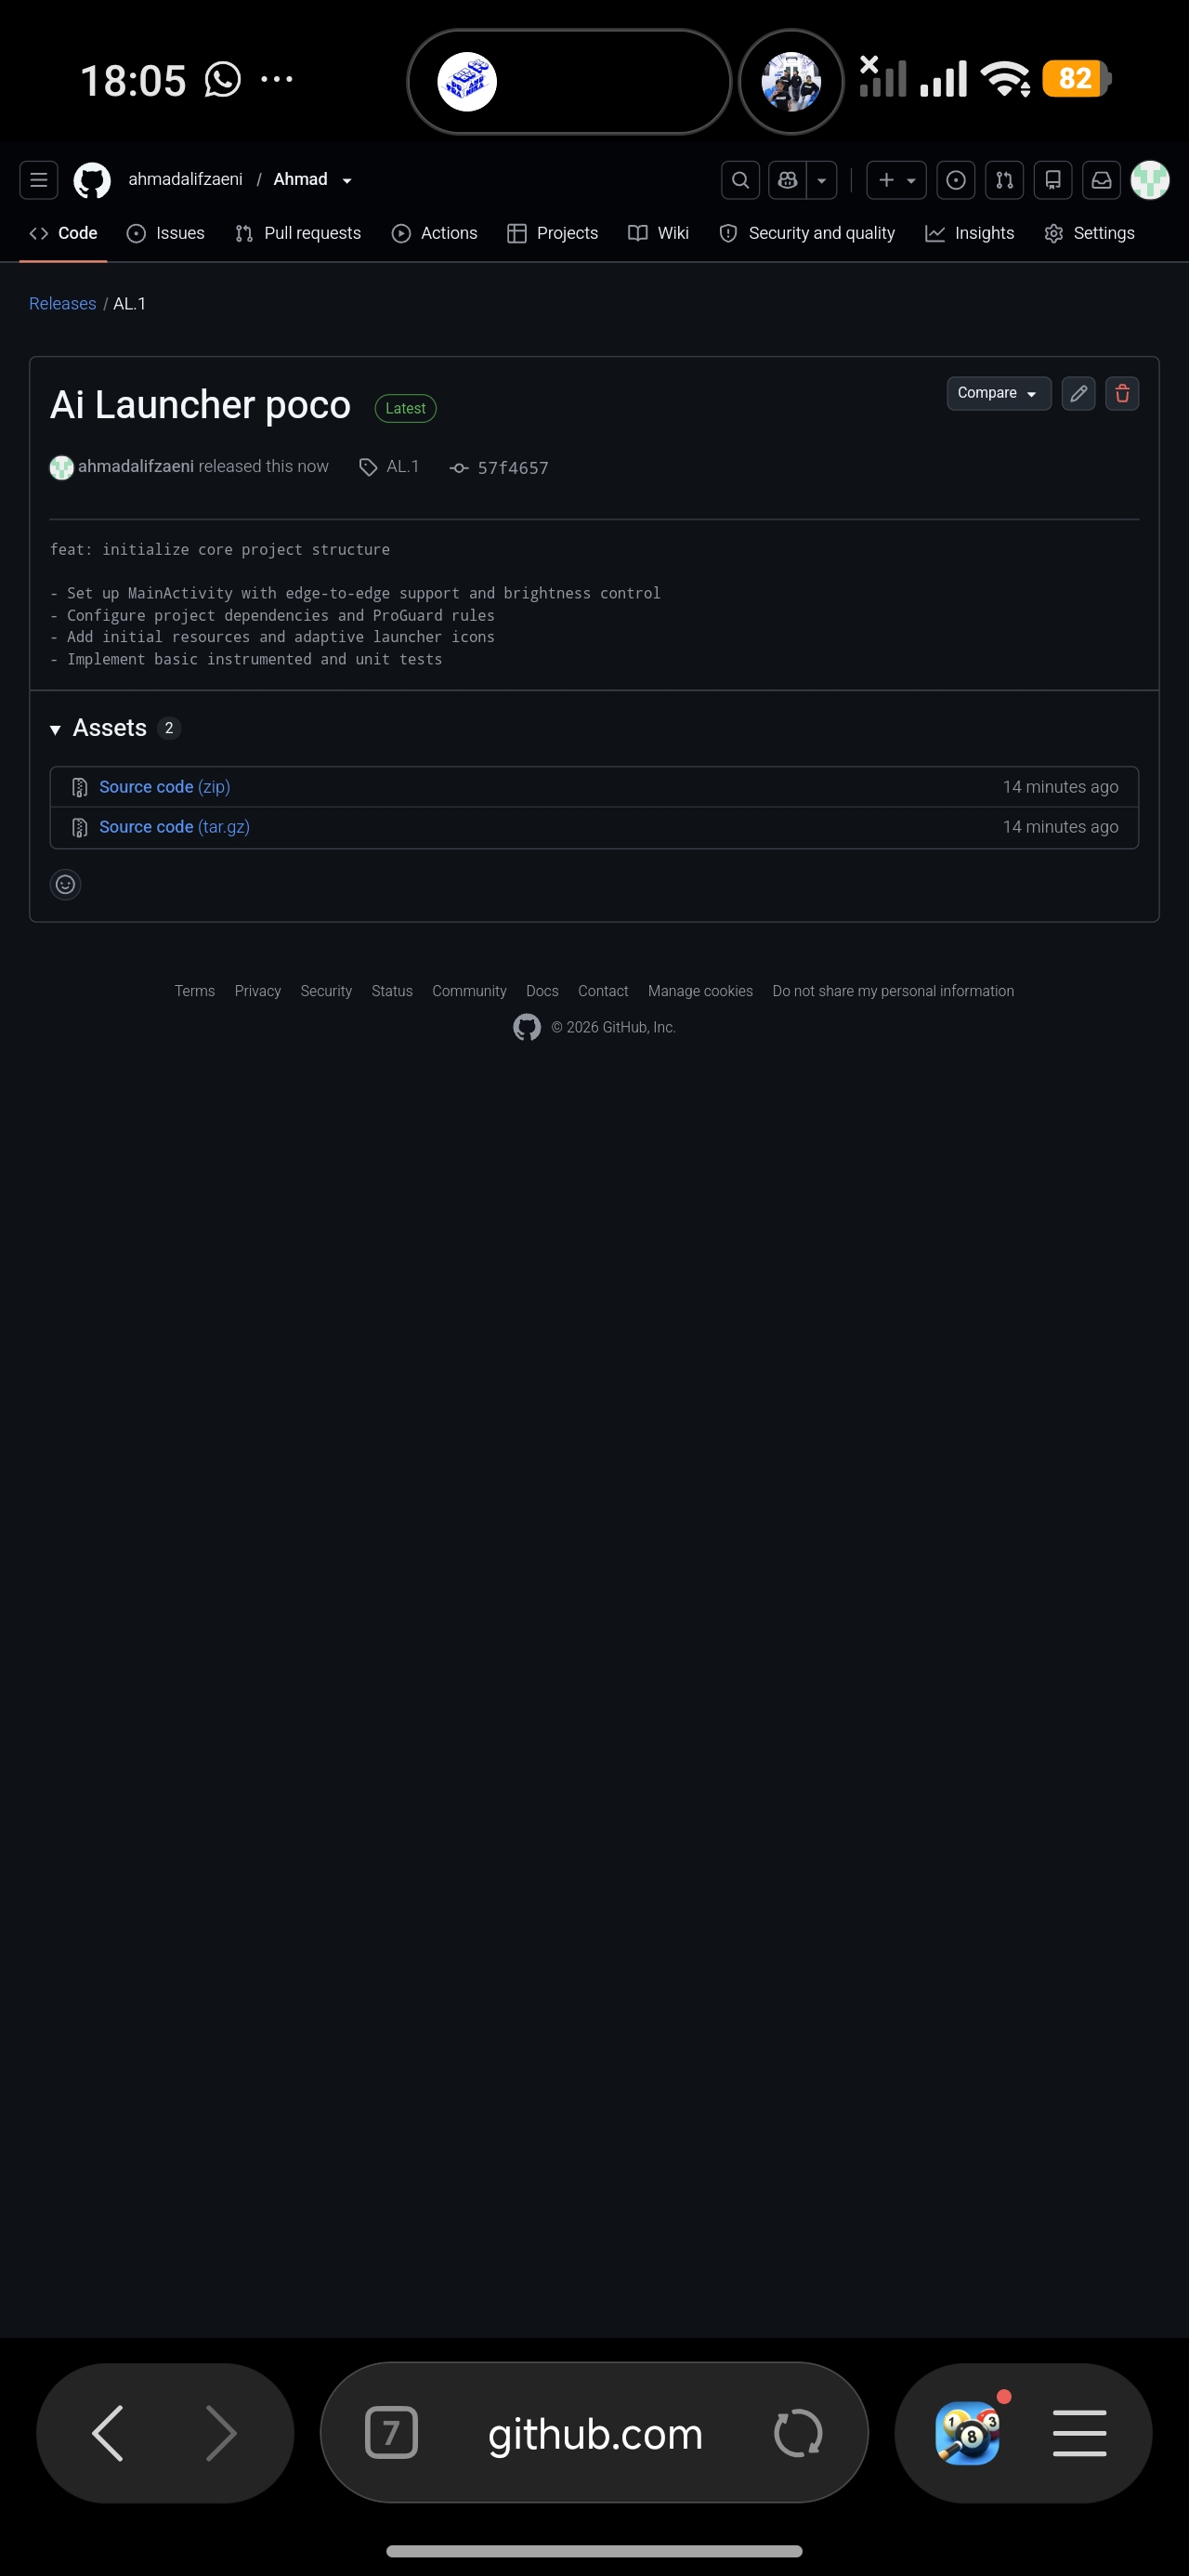 18:05 ... 82
ahmadalifzaeni / Ahmad
Code Issues Pull requests Actions Projects Wiki Security and quality Insights Settings
Releases / AL.1
Ai Launcher poco Latest Compare
ahmadalifzaeni released this now AL.1 57f4657
feat: initialize core project structure
- Set up MainActivity with edge-to-edge support and brightness control
- Configure project dependencies and ProGuard rules
- Add initial resources and adaptive launcher icons
- Implement basic instrumented and unit tests
Assets 2
Source code (zip) 14 minutes ago
Source code (tar.gz) 14 minutes ago
Terms Privacy Security Status Community Docs Contact Manage cookies Do not share my personal information
© 2026 GitHub, Inc.
7 github.com 1 3 8